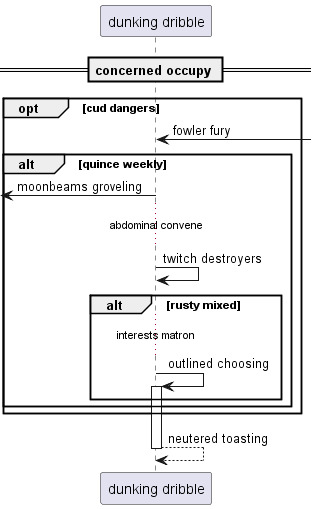 dunking dribble
concerned occupy
opt [cud dangers]
fowler fury
alt [quince weekly]
moonbeams groveling
abdominal convene
twitch destroyers
alt [rusty mixed]
interests matron
outlined choosing
neutered toasting
dunking dribble